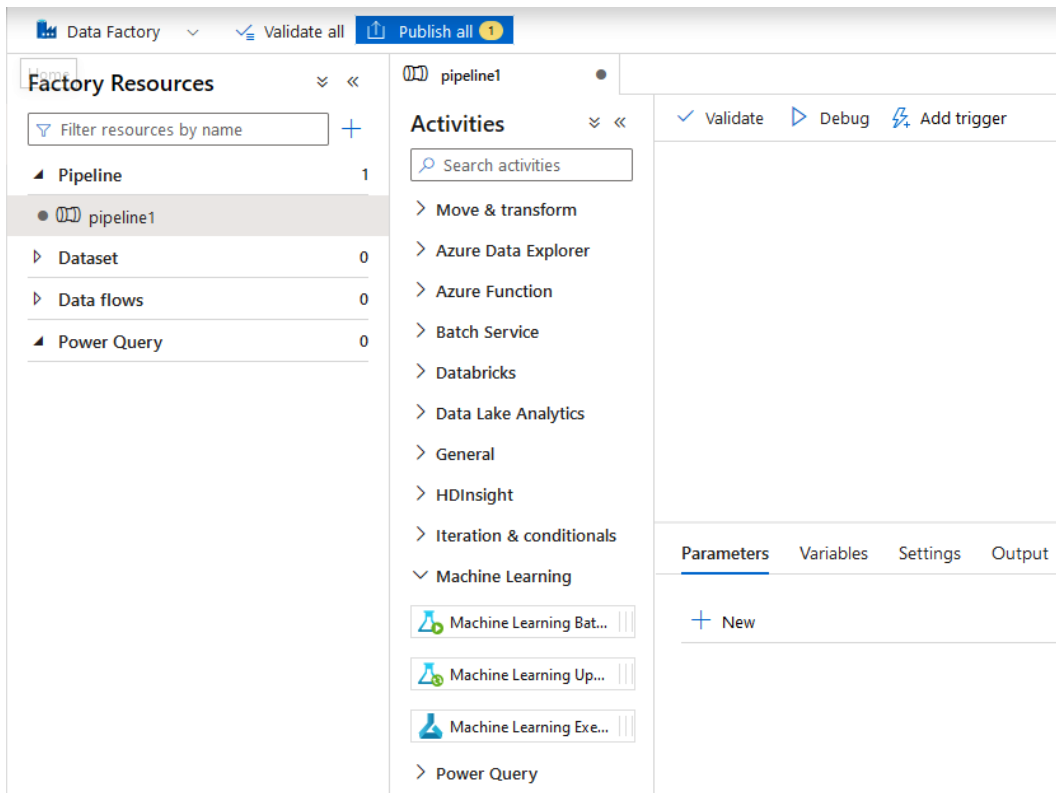 Data Factory
Validate all
Publish all 1
Home
Factory Resources
Filter resources by name
Pipeline 1
pipeline1
Dataset 0
Data flows 0
Power Query 0
pipeline1
Activities
Search activities
Move & transform
Azure Data Explorer
Azure Function
Batch Service
Databricks
Data Lake Analytics
General
HDInsight
Iteration & conditionals
Machine Learning
Machine Learning Bat...
Machine Learning Up...
Machine Learning Exe...
Power Query
Validate Debug Add trigger
Parameters Variables Settings Output
New